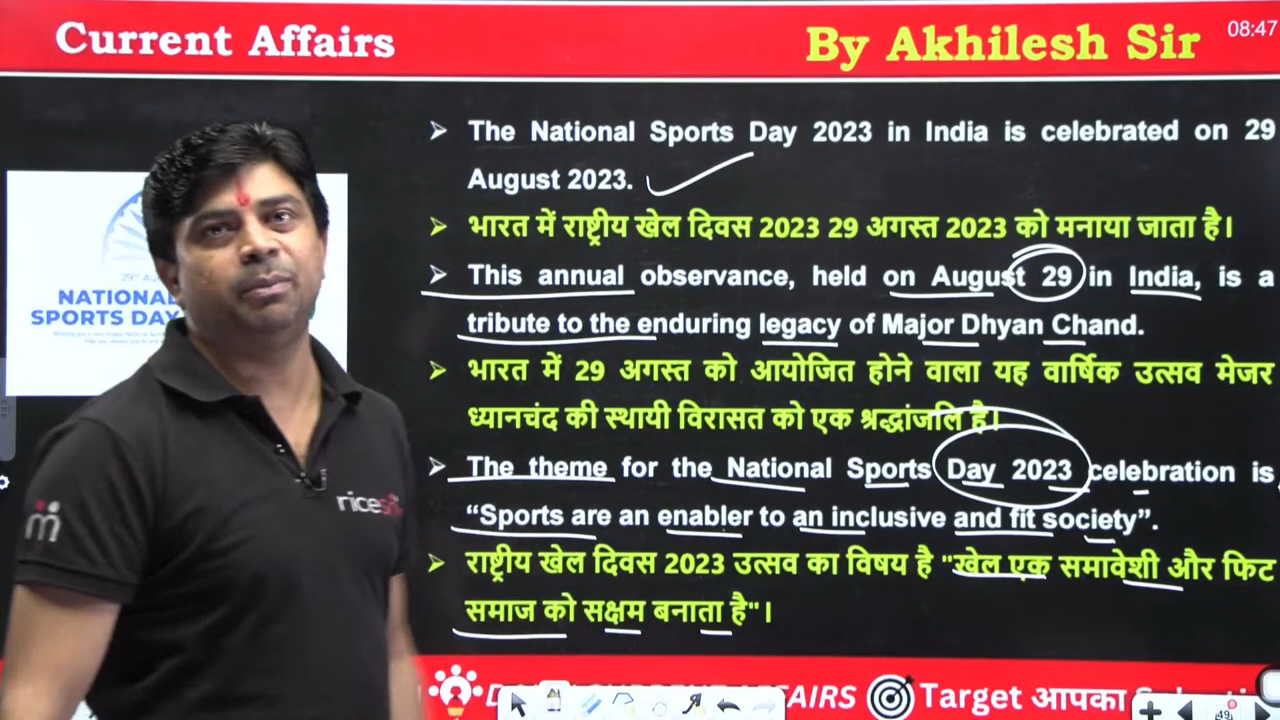 Current Affairs
By Akhilesh Sir
08:47
NATIONAL
SPORTS DAY
➢ The National Sports Day 2023 in India is celebrated on 29
August 2023.
➢ भारत में राष्ट्रीय खेल दिवस 2023 29 अगस्त 2023 को मनाया जाता है।
➢ This annual observance, held on August 29 in India, is a
tribute to the enduring legacy of Major Dhyan Chand.
➢ भारत में 29 अगस्त को आयोजित होने वाला यह वार्षिक उत्सव मेजर
ध्यानचंद की स्थायी विरासत को एक श्रद्धांजलि है।
➢ The theme for the National Sports Day 2023 celebration is
“Sports are an enabler to an inclusive and fit society”.
➢ राष्ट्रीय खेल दिवस 2023 उत्सव का विषय है "खेल एक समावेशी और फिट
समाज को सक्षम बनाता है"।
rice
AFFAIRS
Target आपका
49